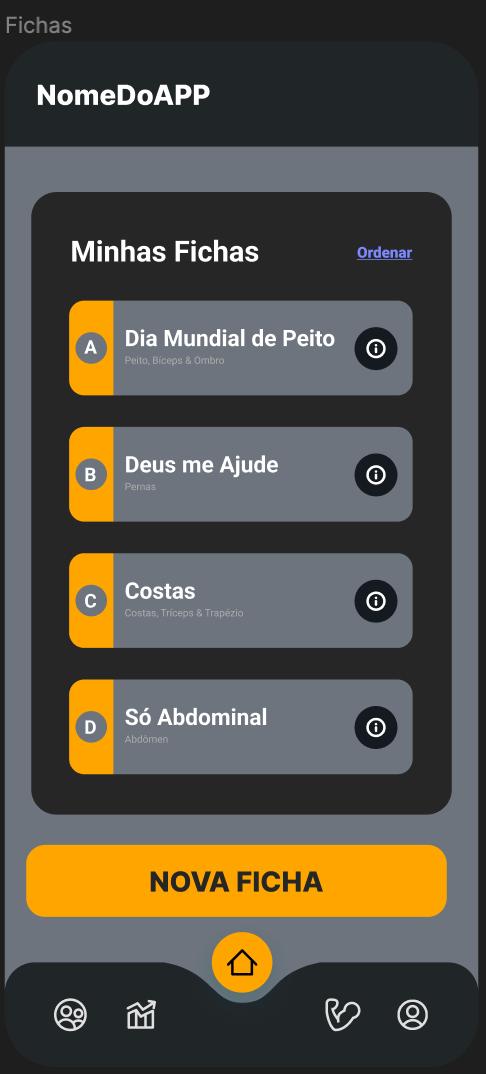 Fichas
NomeDoAPP
Minhas Fichas
Ordenar
A
Dia Mundial de Peito
Peito, Bíceps & Ombro
B
Deus me Ajude
Pernas
C
Costas
Costas, Tríceps & Trapézio
D
Só Abdominal
Abdômen
NOVA FICHA